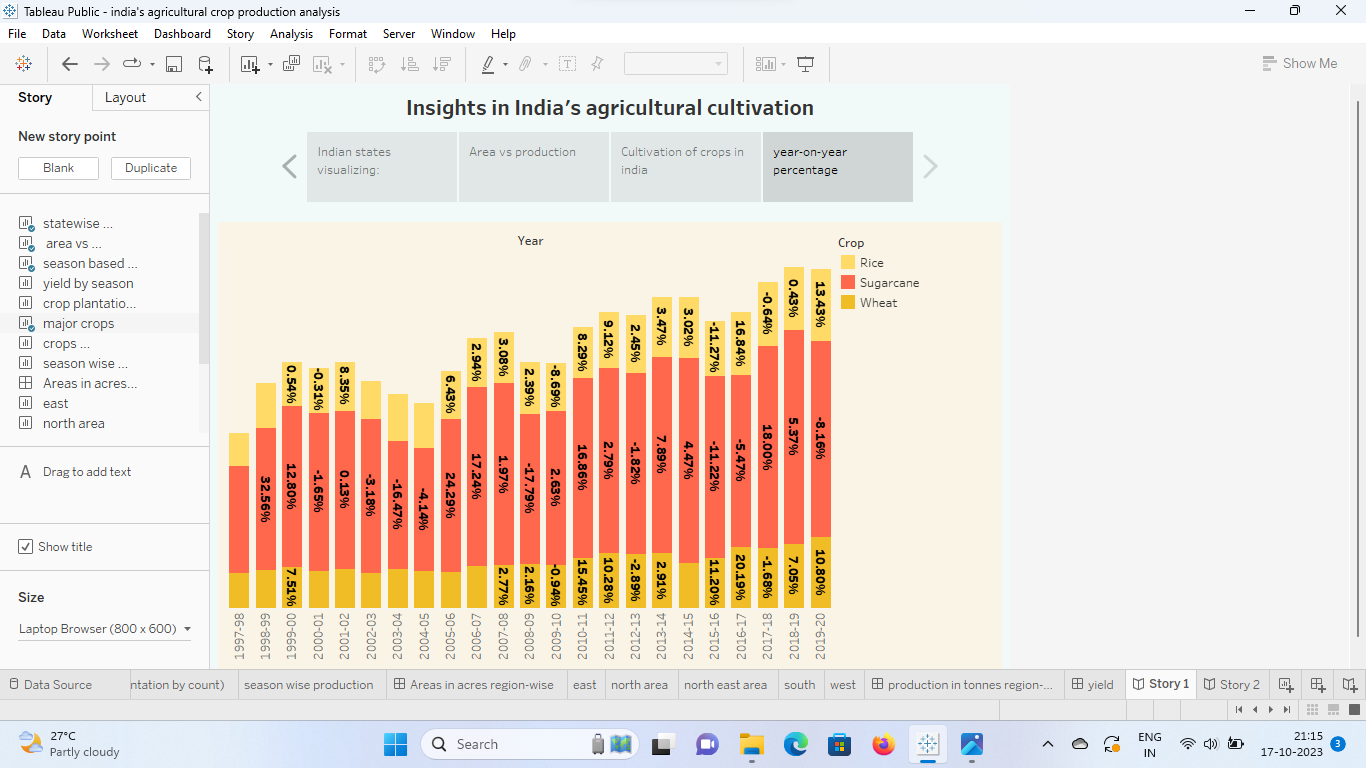 Tableau Public - india's agricultural crop production analysis
File Data Worksheet Dashboard Story Analysis Format Server Window Help
Show Me
Story Layout
New story point
Blank Duplicate
statewise ...
area vs ...
season based ...
yield by season
crop plantatio...
major crops
crops ...
season wise ...
Areas in acres...
east
north area
A Drag to add text
Show title
Size
Laptop Browser (800 x 600)
Insights in India's agricultural cultivation
Indian states
visualizing:
Area vs production
Cultivation of crops in
india
year-on-year
percentage
Year
Crop
Rice
Sugarcane
Wheat
0.54% -0.31% 8.35% 6.43% 2.94% 3.08% 2.39% -8.69% 8.29% 9.12% 2.45% 3.47% 3.02% -11.27% 16.84% -0.64% 0.43% 13.43%
32.56% 12.80% -1.65% 0.13% -3.18% -16.47% -4.14% 24.29% 17.24% 1.97% -17.79% 2.63% 16.86% 2.79% -1.82% 7.89% 4.47% -11.22% -5.47% 18.00% 5.37% -8.16%
7.51% 2.77% 2.16% -0.94% 15.45% 10.28% -2.89% 2.91% 11.20% 20.19% -1.68% 7.05% 10.80%
1997-98 1998-99 1999-00 2000-01 2001-02 2002-03 2003-04 2004-05 2005-06 2006-07 2007-08 2008-09 2009-10 2010-11 2011-12 2012-13 2013-14 2014-15 2015-16 2016-17 2017-18 2018-19 2019-20
Data Source ntation by count) season wise production Areas in acres region-wise east north area north east area south west production in tonnes region-... yield Story 1 Story 2
27°C
Partly cloudy
Search
ENG
IN
21:15
17-10-2023
3